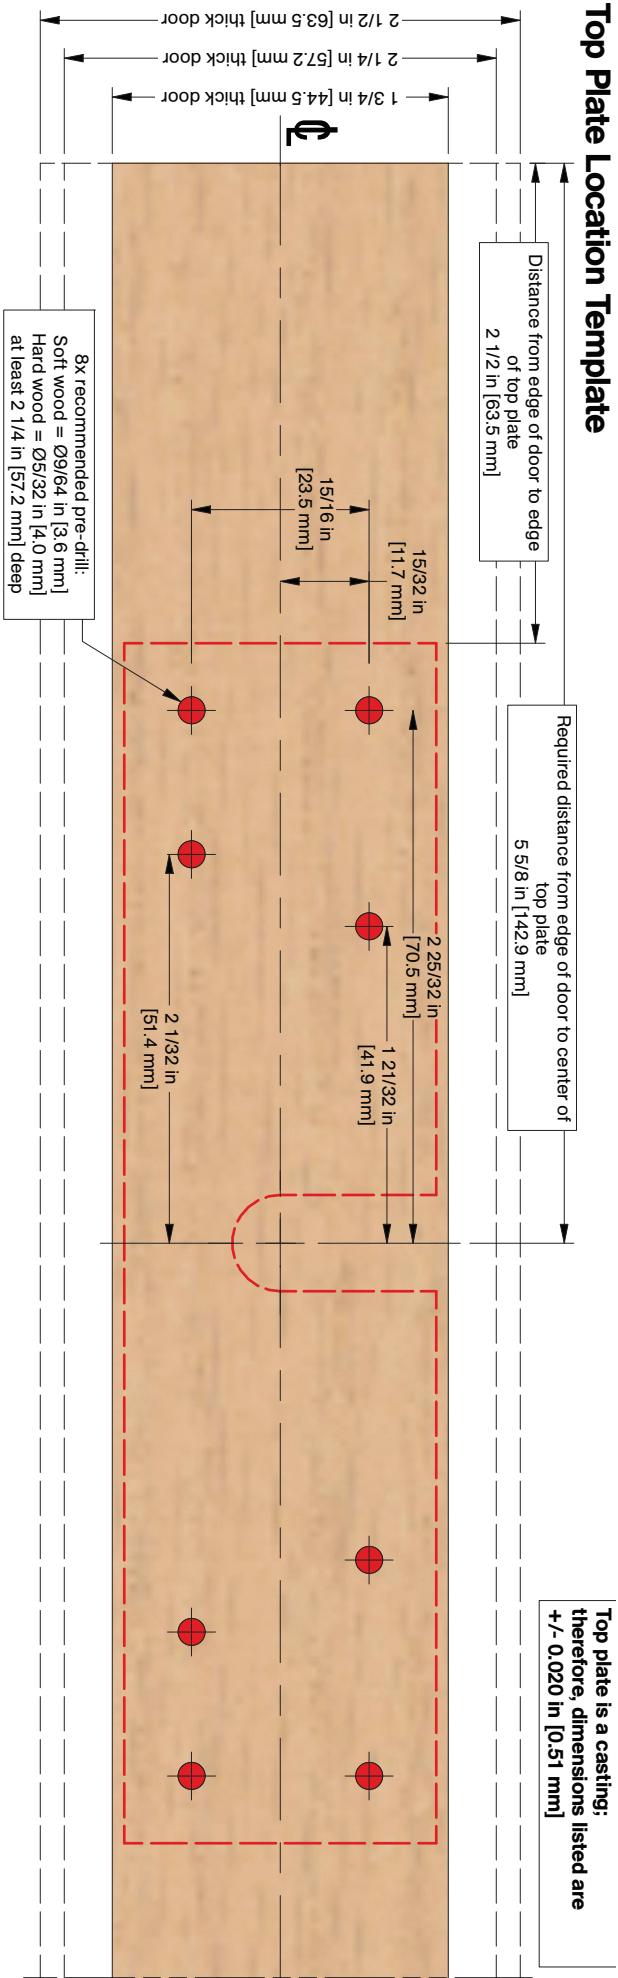 Top Plate Location Template
2 1/2 in [63.5 mm] thick door
2 1/4 in [57.2 mm] thick door
1 3/4 in [44.5 mm] thick door
℄
Distance from edge of door to edge
of top plate
2 1/2 in [63.5 mm]
Required distance from edge of door to center of
top plate
5 5/8 in [142.9 mm]
Top plate is a casting;
therefore, dimensions listed are
+/- 0.020 in [0.51 mm]
15/32 in
[11.7 mm]
15/16 in
[23.5 mm]
2 25/32 in
[70.5 mm]
1 21/32 in
[41.9 mm]
2 1/32 in
[51.4 mm]
8x recommended pre-drill:
Soft wood = Ø9/64 in [3.6 mm]
Hard wood = Ø5/32 in [4.0 mm]
at least 2 1/4 in [57.2 mm] deep